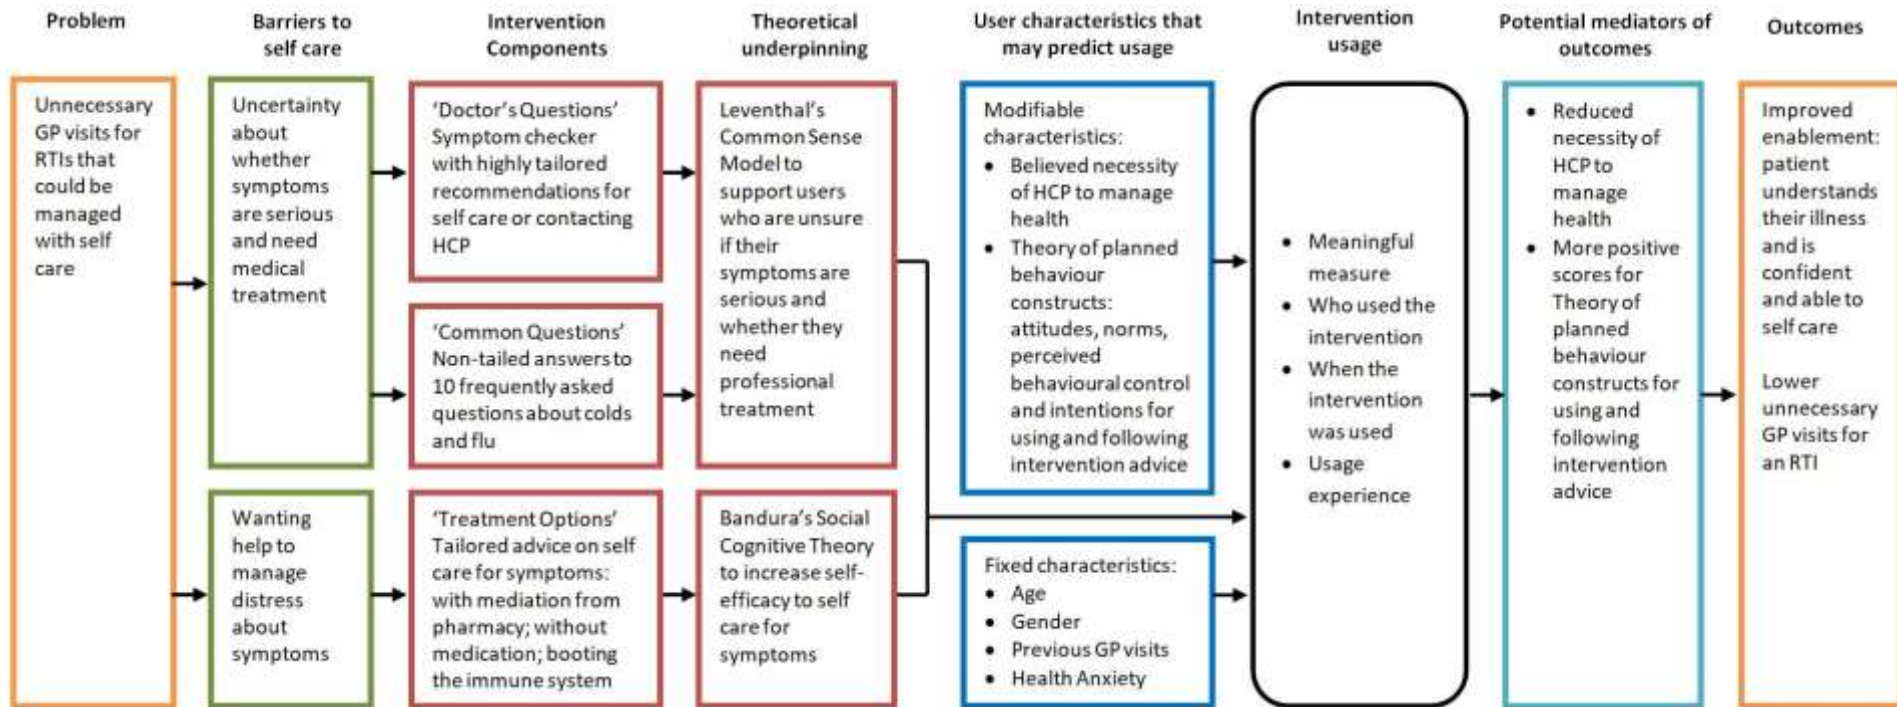 Problem
Barriers to
self care
Intervention
Components
Theoretical
underpinning
User characteristics that
may predict usage
Intervention
usage
Potential mediators of
outcomes
Outcomes
Unnecessary
GP visits for
RTIs that
could be
managed
with self
care
Uncertainty
about
whether
symptoms
are serious
and need
medical
treatment
Wanting
help to
manage
distress
about
symptoms
‘Doctor’s Questions’
Symptom checker
with highly tailored
recommendations for
self care or contacting
HCP
‘Common Questions’
Non-tailed answers to
10 frequently asked
questions about colds
and flu
‘Treatment Options’
Tailored advice on self
care for symptoms:
with mediation from
pharmacy; without
medication; booting
the immune system
Leventhal’s
Common Sense
Model to
support users
who are unsure
if their
symptoms are
serious and
whether they
need
professional
treatment
Bandura’s Social
Cognitive Theory
to increase self-
efficacy to self
care for
symptoms
Modifiable
characteristics:
• Believed necessity
of HCP to manage
health
• Theory of planned
behaviour
constructs:
attitudes, norms,
perceived
behavioural control
and intentions for
using and following
intervention advice
Fixed characteristics:
• Age
• Gender
• Previous GP visits
• Health Anxiety
• Meaningful
measure
• Who used the
intervention
• When the
intervention
was used
• Usage
experience
• Reduced
necessity of
HCP to
manage
health
• More positive
scores for
Theory of
planned
behaviour
constructs for
using and
following
intervention
advice
Improved
enablement:
patient
understands
their illness
and is
confident
and able to
self care
Lower
unnecessary
GP visits for
an RTI